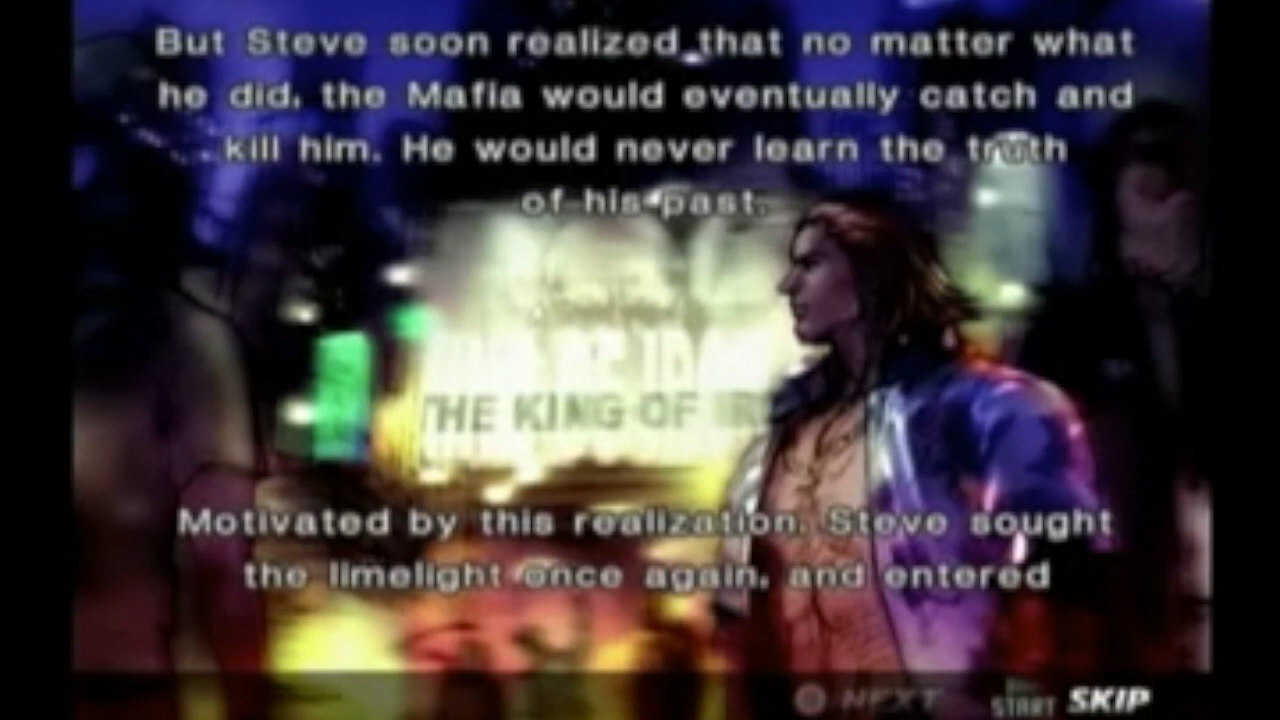 But Steve soon realized that no matter what
he did, the Mafia would eventually catch and
kill him. He would never learn the truth
of his past.
THE KING OF
Motivated by this realization, Steve sought
the limelight once again, and entered
NEXT START SKIP